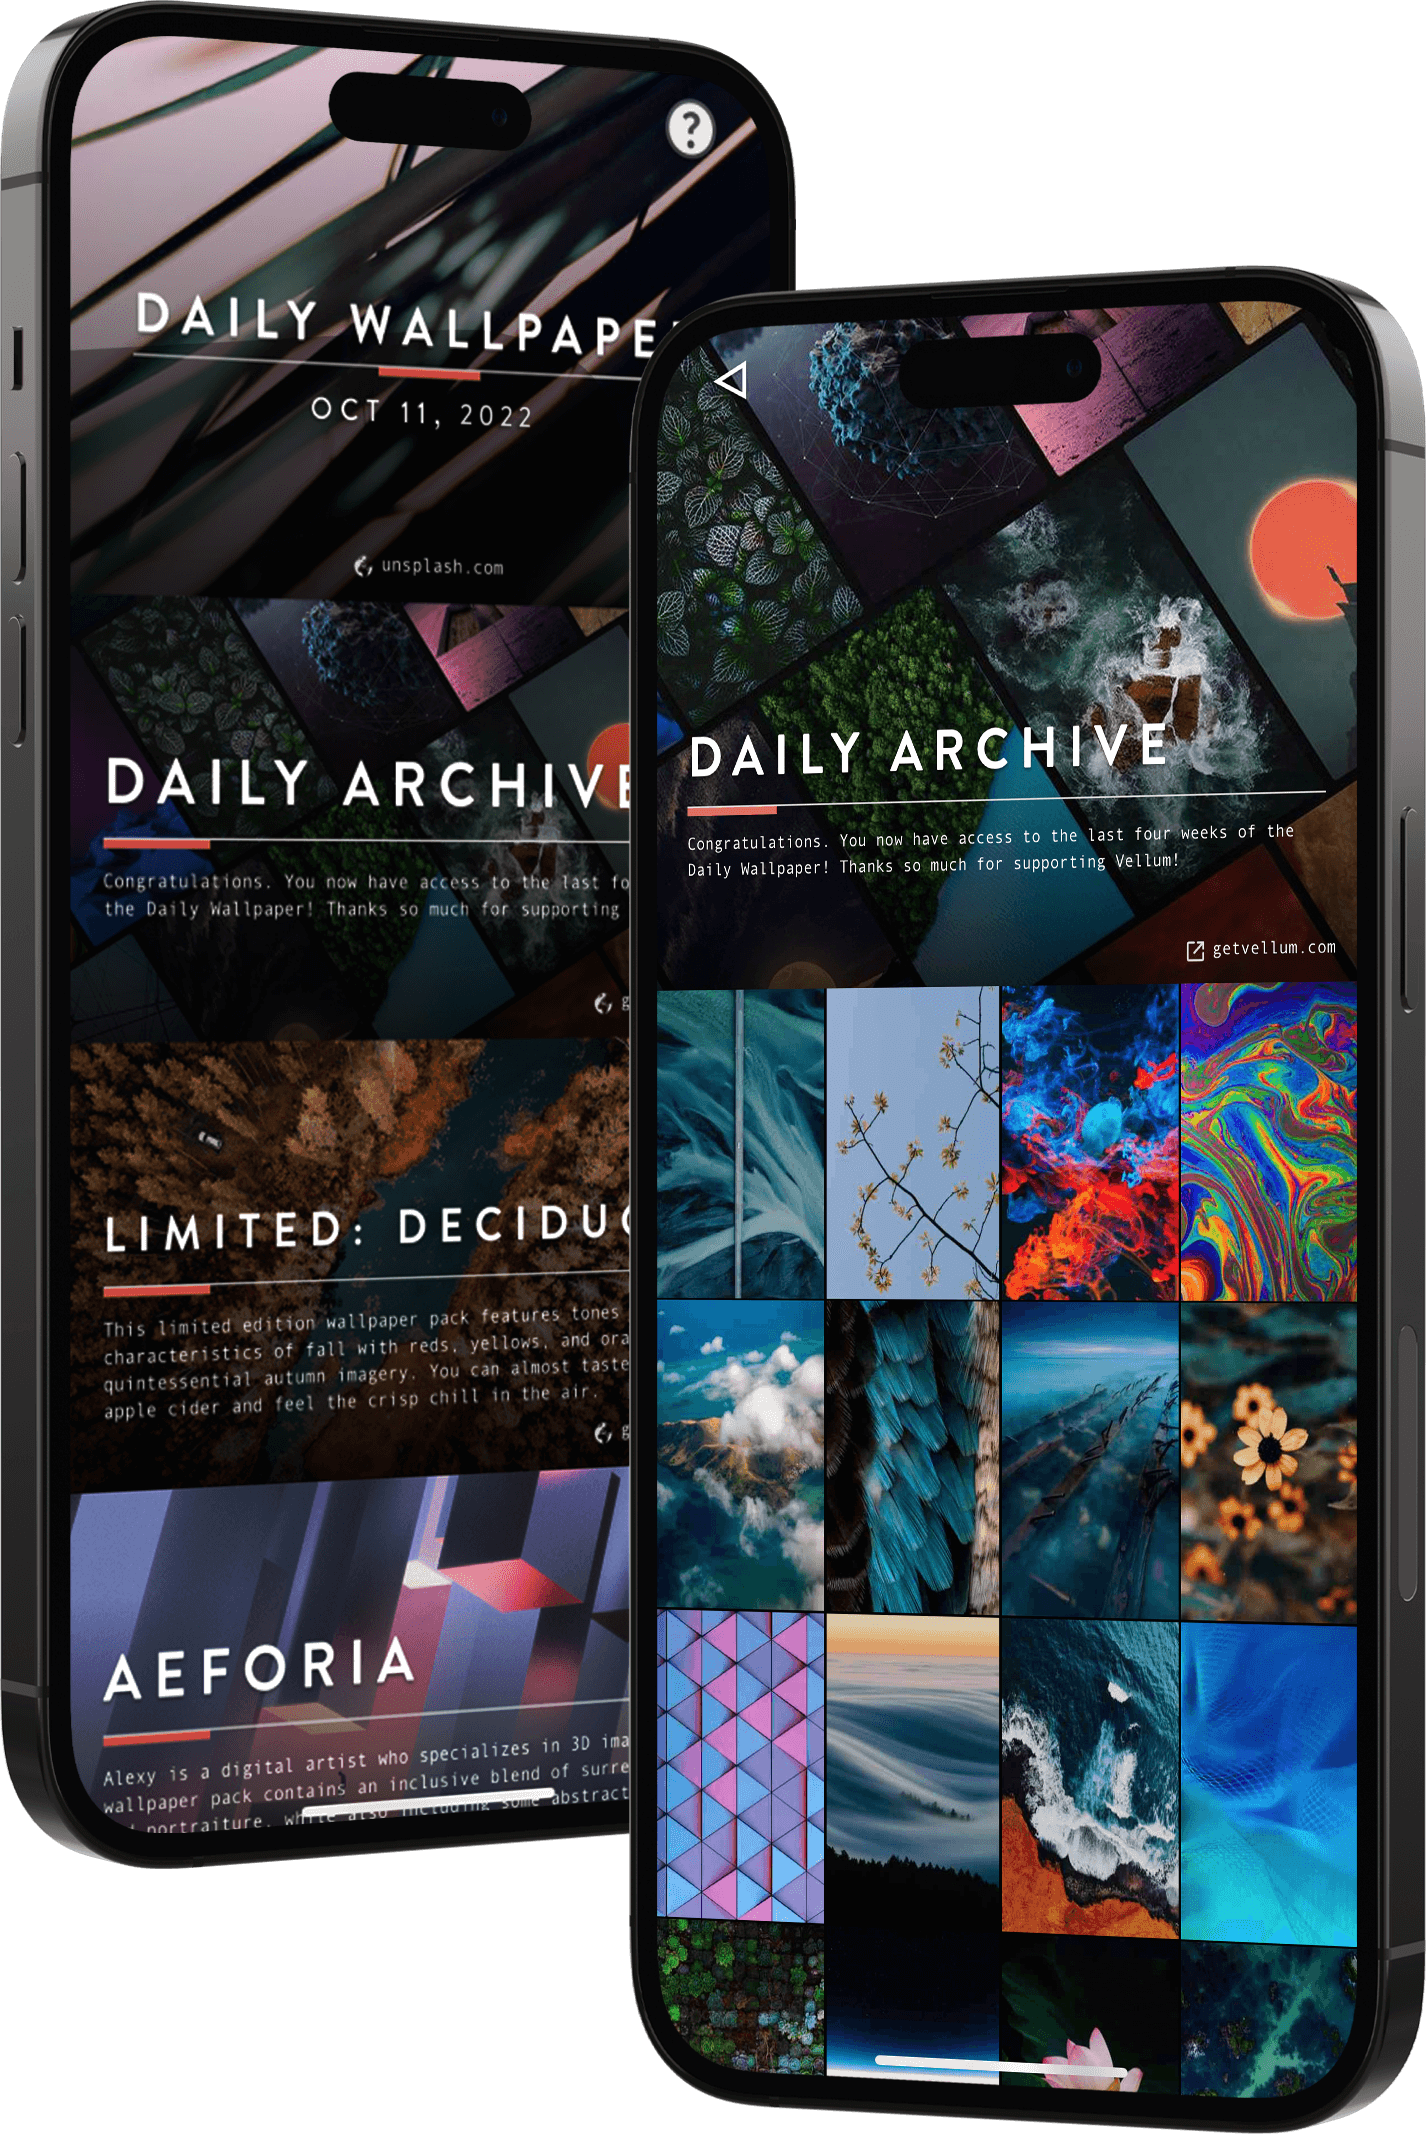 ?
DAILY WALLPAPE
OCT 11, 2022
unsplash.com
DAILY ARCHIVE
Congratulations. You now have access to the last fo
the Daily Wallpaper! Thanks so much for supporting
g
LIMITED: DECIDUO
This limited edition wallpaper pack features tones
characteristics of fall with reds, yellows, and ora
quintessential autumn imagery. You can almost taste
apple cider and feel the crisp chill in the air.
g
AEFORIA
Alexy is a digital artist who specializes in 3D ima
wallpaper pack contains an inclusive blend of surre
portraiture, while also including some abstract
DAILY ARCHIVE
Congratulations. You now have access to the last four weeks of the
Daily Wallpaper! Thanks so much for supporting Vellum!
getvellum.com